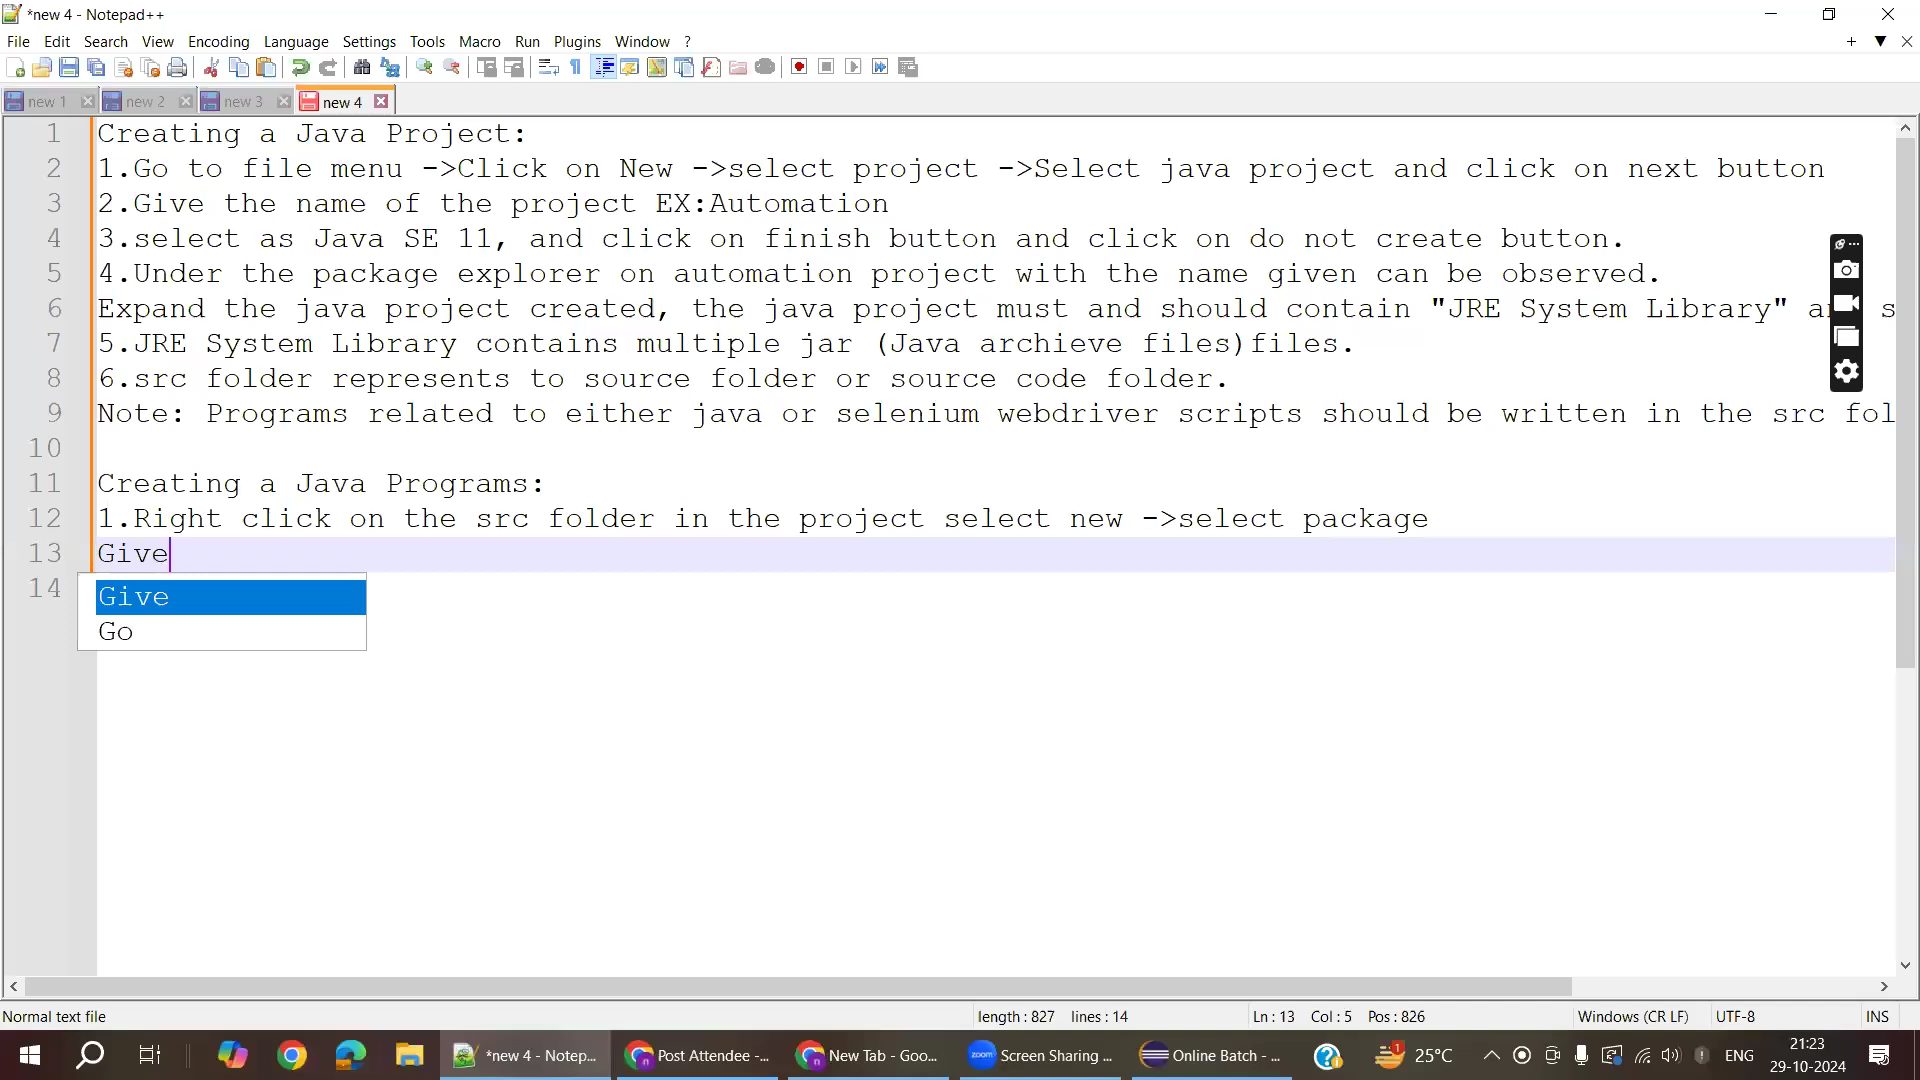 *new 4 - Notepad++
File Edit Search View Encoding Language Settings Tools Macro Run Plugins Window ?
new 1 new 2 new 3 new 4
1 Creating a Java Project:
2 1.Go to file menu ->Click on New ->select project ->Select java project and click on next button
3 2.Give the name of the project EX:Automation
4 3.select as Java SE 11, and click on finish button and click on do not create button.
5 4.Under the package explorer on automation project with the name given can be observed.
6 Expand the java project created, the java project must and should contain "JRE System Library" s
7 5.JRE System Library contains multiple jar (Java archieve files)files.
8 6.src folder represents to source folder or source code folder.
9 Note: Programs related to either java or selenium webdriver scripts should be written in the src fol
10
11 Creating a Java Programs:
12 1.Right click on the src folder in the project select new ->select package
13 Give
14
Give
Go
Normal text file length : 827 lines : 14 Ln : 13 Col : 5 Pos : 826 Windows (CR LF) UTF-8 INS
*new 4 - Notep... Post Attendee -... New Tab - Goo... zoom Screen Sharing ... Online Batch - ... 1 25°C ENG 21:23
29-10-2024